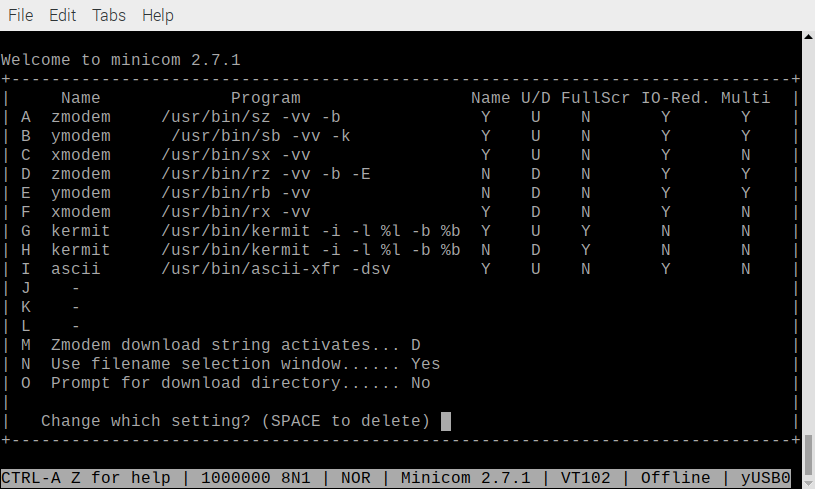 File Edit Tabs Help
Welcome to minicom 2.7.1
+------------------------------------------------------------------------------+
|     Name             Program                 Name U/D FullScr IO-Red. Multi  |
| A  zmodem     /usr/bin/sz -vv -b              Y    U    N       Y       Y    |
| B  ymodem      /usr/bin/sb -vv -k             Y    U    N       Y       Y    |
| C  xmodem     /usr/bin/sx -vv                 Y    U    N       Y       N    |
| D  zmodem     /usr/bin/rz -vv -b -E           N    D    N       Y       Y    |
| E  ymodem     /usr/bin/rb -vv                 N    D    N       Y       Y    |
| F  xmodem     /usr/bin/rx -vv                 Y    D    N       Y       N    |
| G  kermit     /usr/bin/kermit -i -l %l -b %b  Y    U    Y       N       N    |
| H  kermit     /usr/bin/kermit -i -l %l -b %b  N    D    Y       N       N    |
| I  ascii      /usr/bin/ascii-xfr -dsv         Y    U    N       Y       N    |
| J    -                                                                       |
| K    -                                                                       |
| L    -                                                                       |
| M  Zmodem download string activates... D                                     |
| N  Use filename selection window...... Yes                                   |
| O  Prompt for download directory...... No                                    |
|                                                                              |
|   Change which setting? (SPACE to delete)                                    |
+------------------------------------------------------------------------------+
CTRL-A Z for help | 1000000 8N1 | NOR | Minicom 2.7.1 | VT102 | Offline | yUSB0